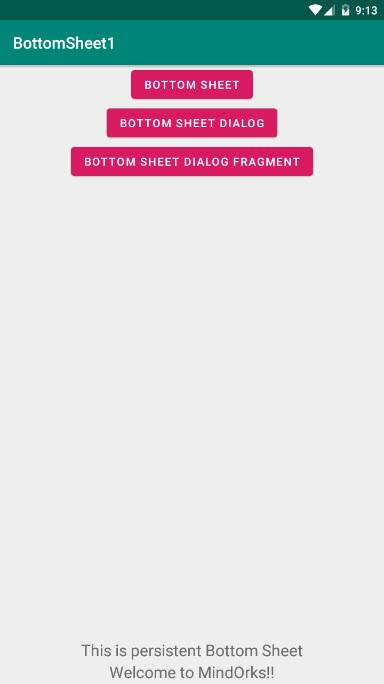 9:13
BottomSheet1
BOTTOM SHEET
BOTTOM SHEET DIALOG
BOTTOM SHEET DIALOG FRAGMENT
This is persistent Bottom Sheet
Welcome to MindOrks!!